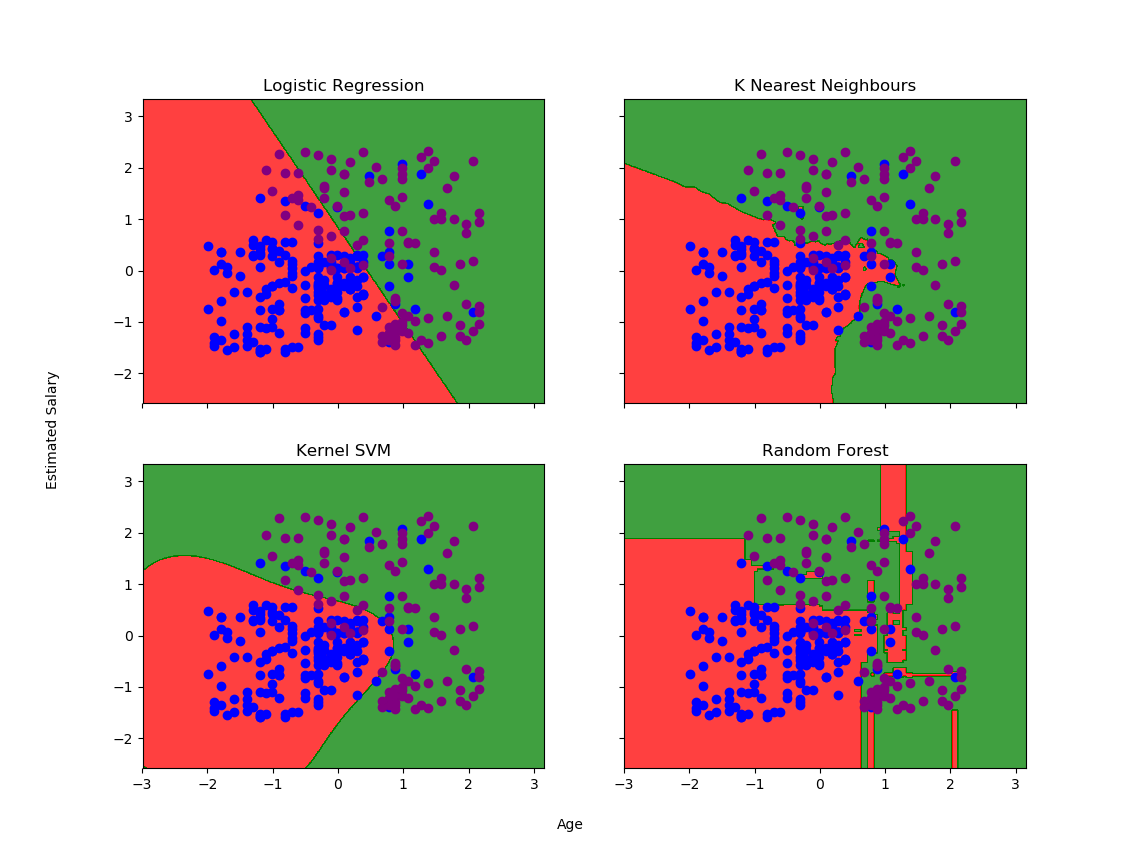 Logistic Regression
K Nearest Neighbours
3
2
1
0
−1
−2
Estimated Salary
Kernel SVM
Random Forest
3
2
1
0
−1
−2
−3 −2 −1 0 1 2 3
−3 −2 −1 0 1 2 3
Age